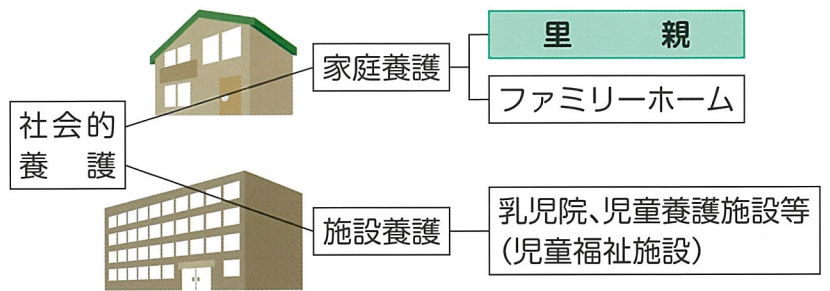 社会的
養護
家庭養護
里親
ファミリーホーム
施設養護
乳児院、児童養護施設等
（児童福祉施設）